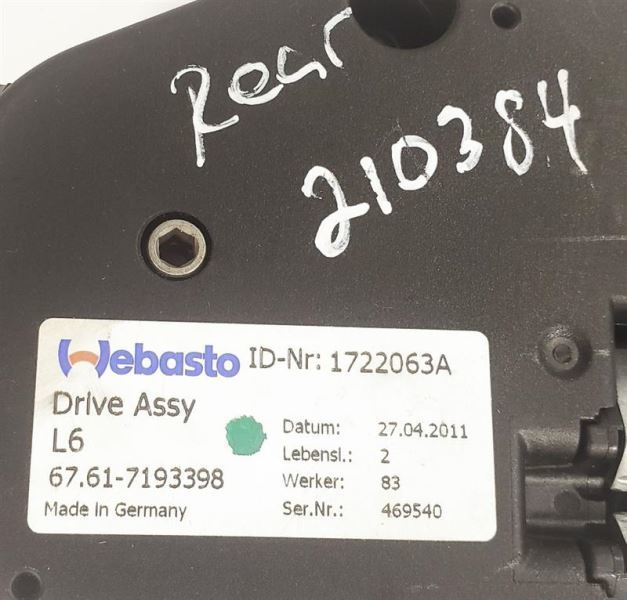 Rear
210384
Webasto ID-Nr: 1722063A
Drive Assy
L6
67.61-7193398
Made in Germany
Datum: 27.04.2011
Lebensl.: 2
Werker: 83
Ser.Nr.: 469540